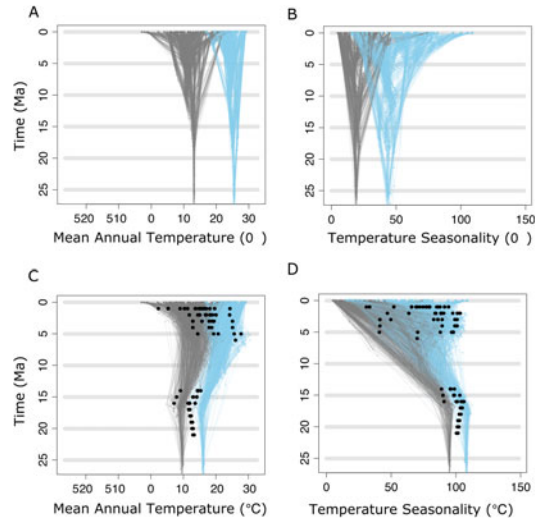 A
B
0
5
10
15
20
25
Time (Ma)
520 510 0 10 20 30
Mean Annual Temperature (0 )
0
5
10
15
20
25
0 50 100 150
Temperature Seasonality (0 )
C
D
0
5
10
15
20
25
Time (Ma)
520 510 0 10 20 30
Mean Annual Temperature (°C)
0
5
10
15
20
25
0 50 100 150
Temperature Seasonality (°C)